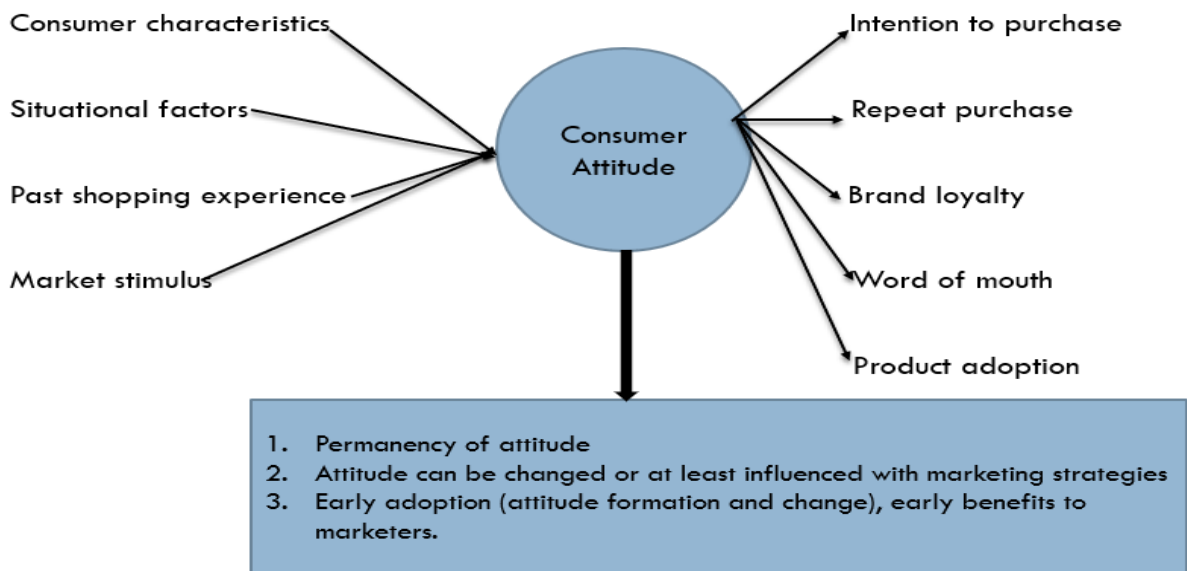 Consumer characteristics
Situational factors
Past shopping experience
Market stimulus
Consumer
Attitude
Intention to purchase
Repeat purchase
Brand loyalty
Word of mouth
Product adoption
1. Permanency of attitude
2. Attitude can be changed or at least influenced with marketing strategies
3. Early adoption (attitude formation and change), early benefits to
marketers.